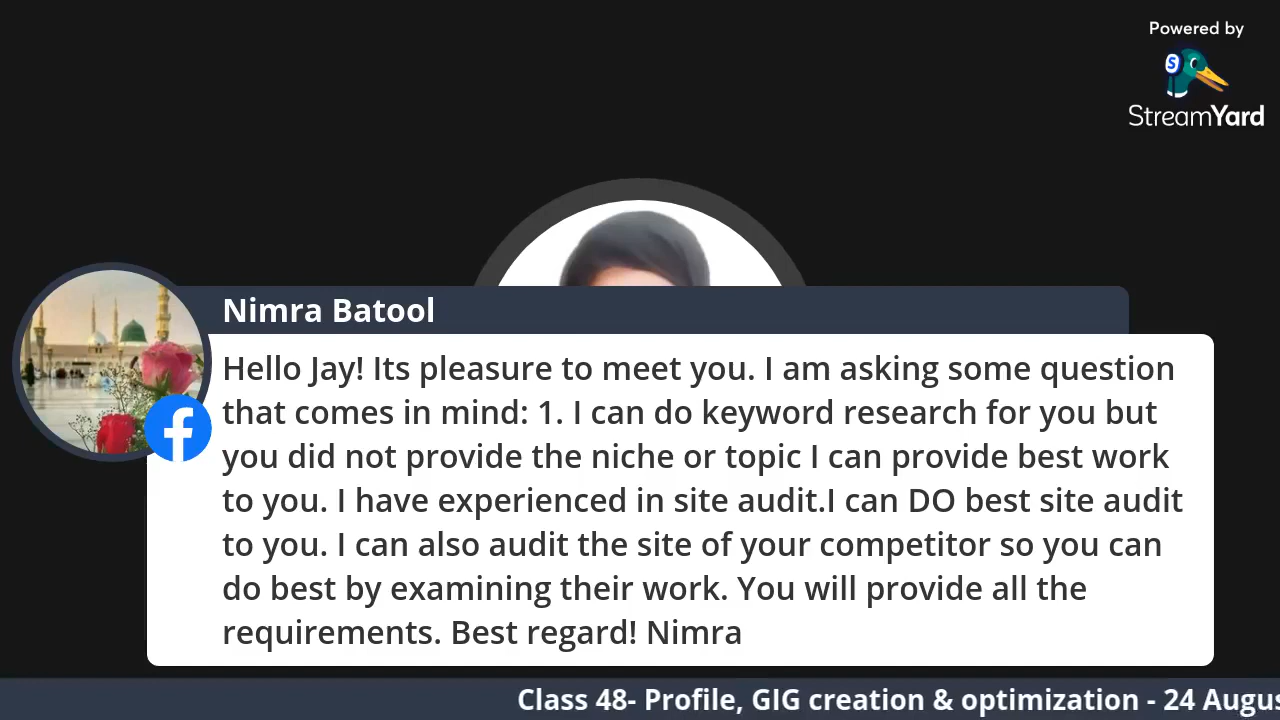 Powered by
StreamYard
Nimra Batool
Hello Jay! Its pleasure to meet you. I am asking some question
that comes in mind: 1. I can do keyword research for you but
you did not provide the niche or topic I can provide best work
to you. I have experienced in site audit.I can DO best site audit
to you. I can also audit the site of your competitor so you can
do best by examining their work. You will provide all the
requirements. Best regard! Nimra
Class 48- Profile, GIG creation & optimization - 24 Augus